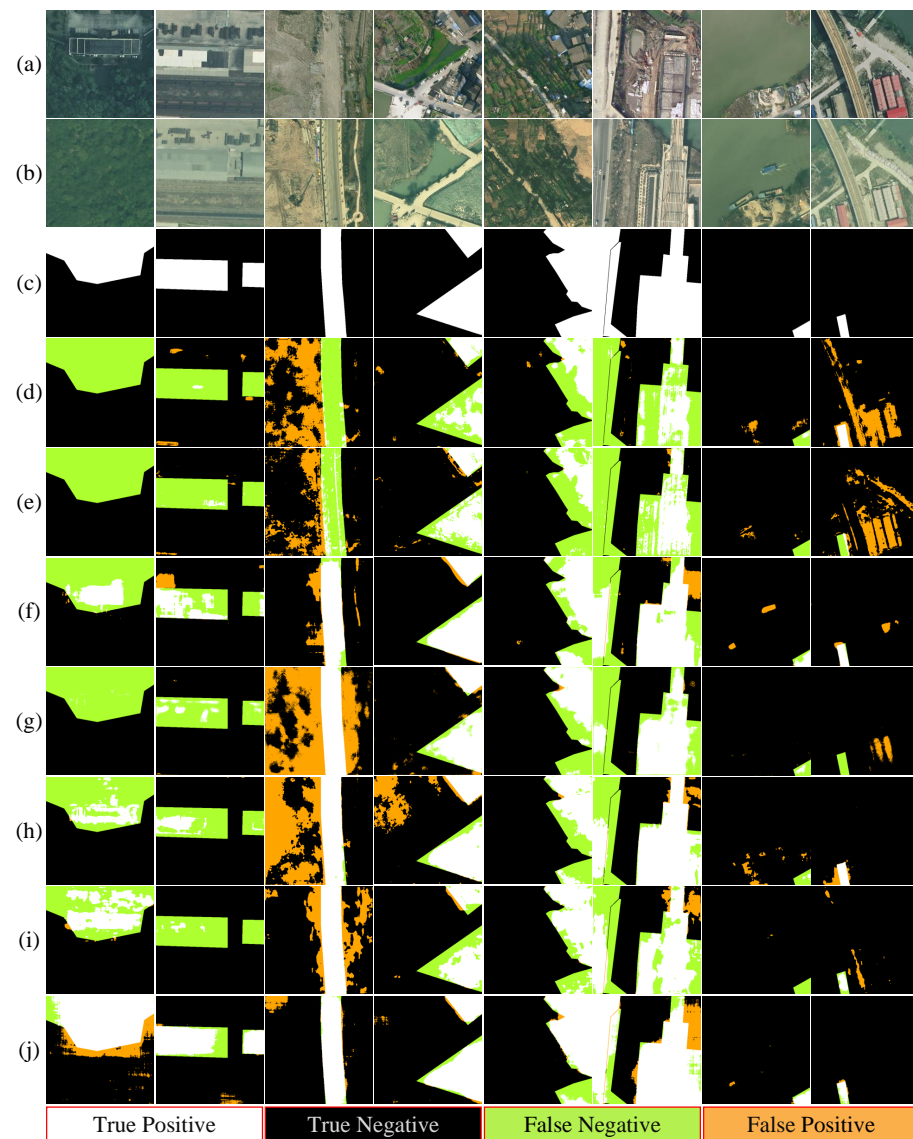 (a)
(b)
(c)
(d)
(e)
(f)
(g)
(h)
(i)
(j)
True Positive True Negative False Negative False Positive